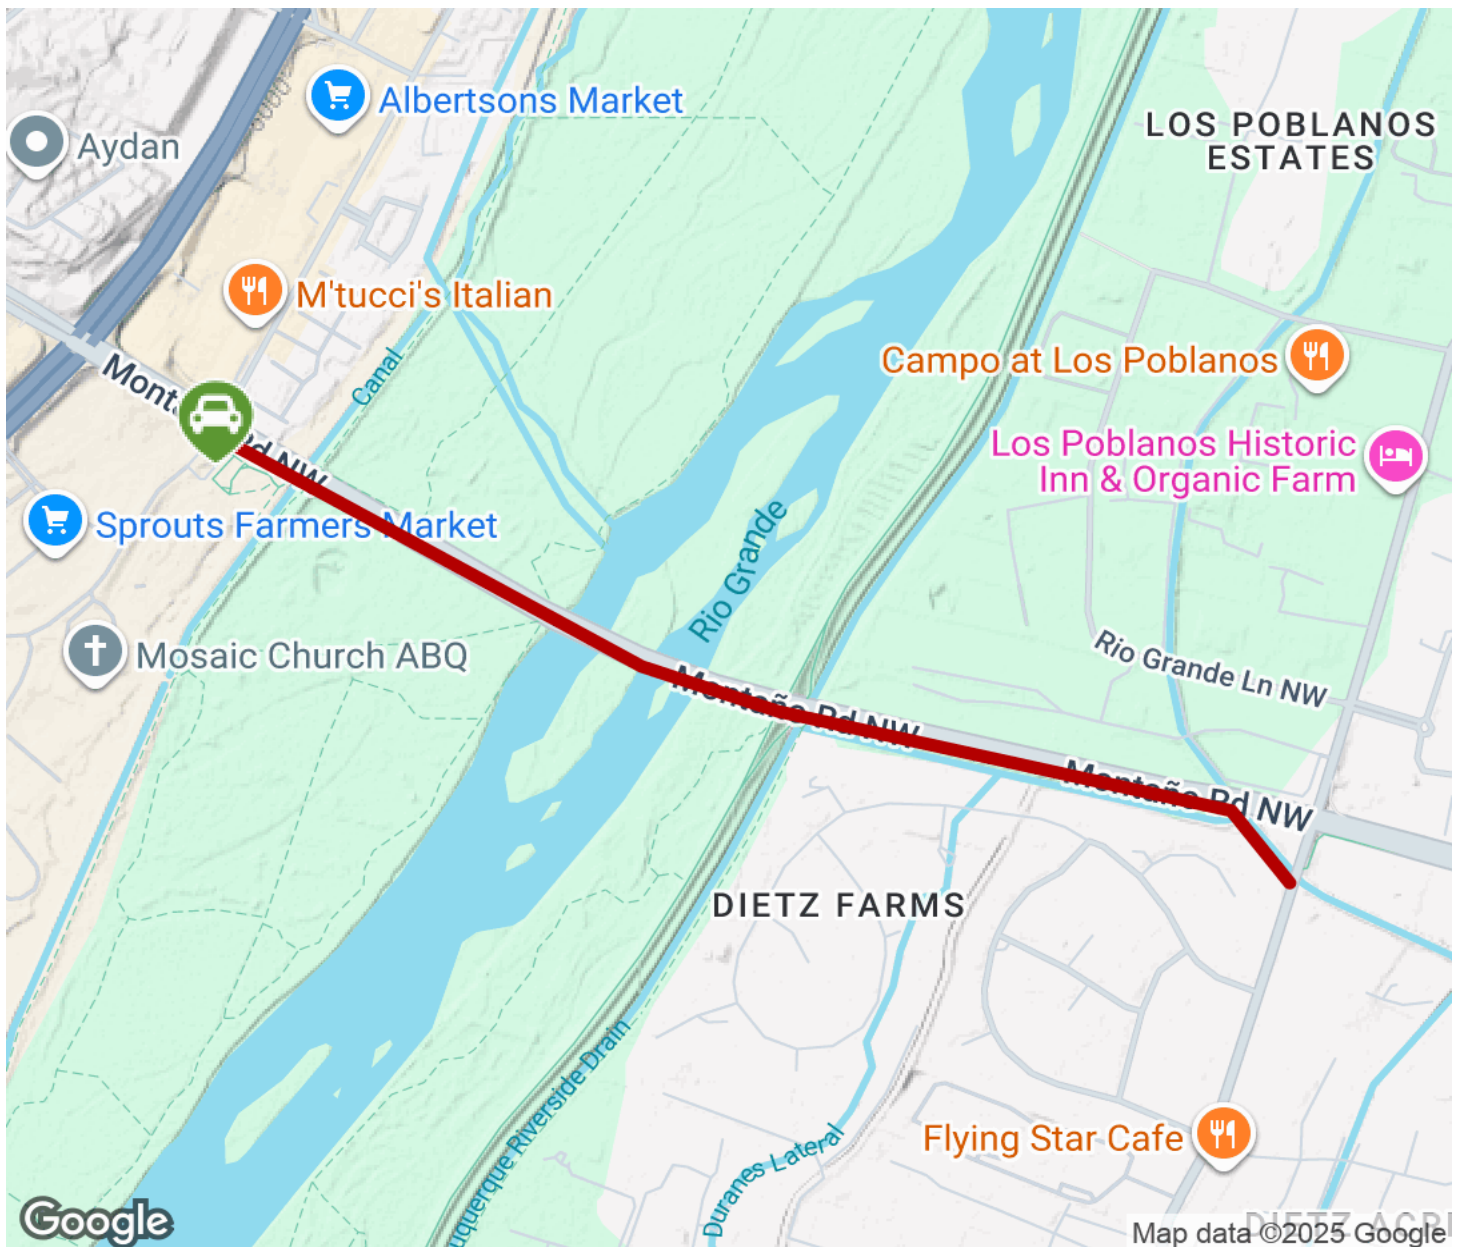 Albertsons Market
Aydan
LOS POBLANOS
ESTATES
M'tucci's Italian
Canal
Campo at Los Poblanos
Los Poblanos Historic
Inn & Organic Farm
Sprouts Farmers Market
Rio Grande
Mosaic Church ABQ
Rio Grande Ln NW
Montaño Rd NW
Montaño Rd NW
DIETZ FARMS
Riverside Drain
Flying Star Cafe
Duranes Lateral
Google
Map data ©2025 Google